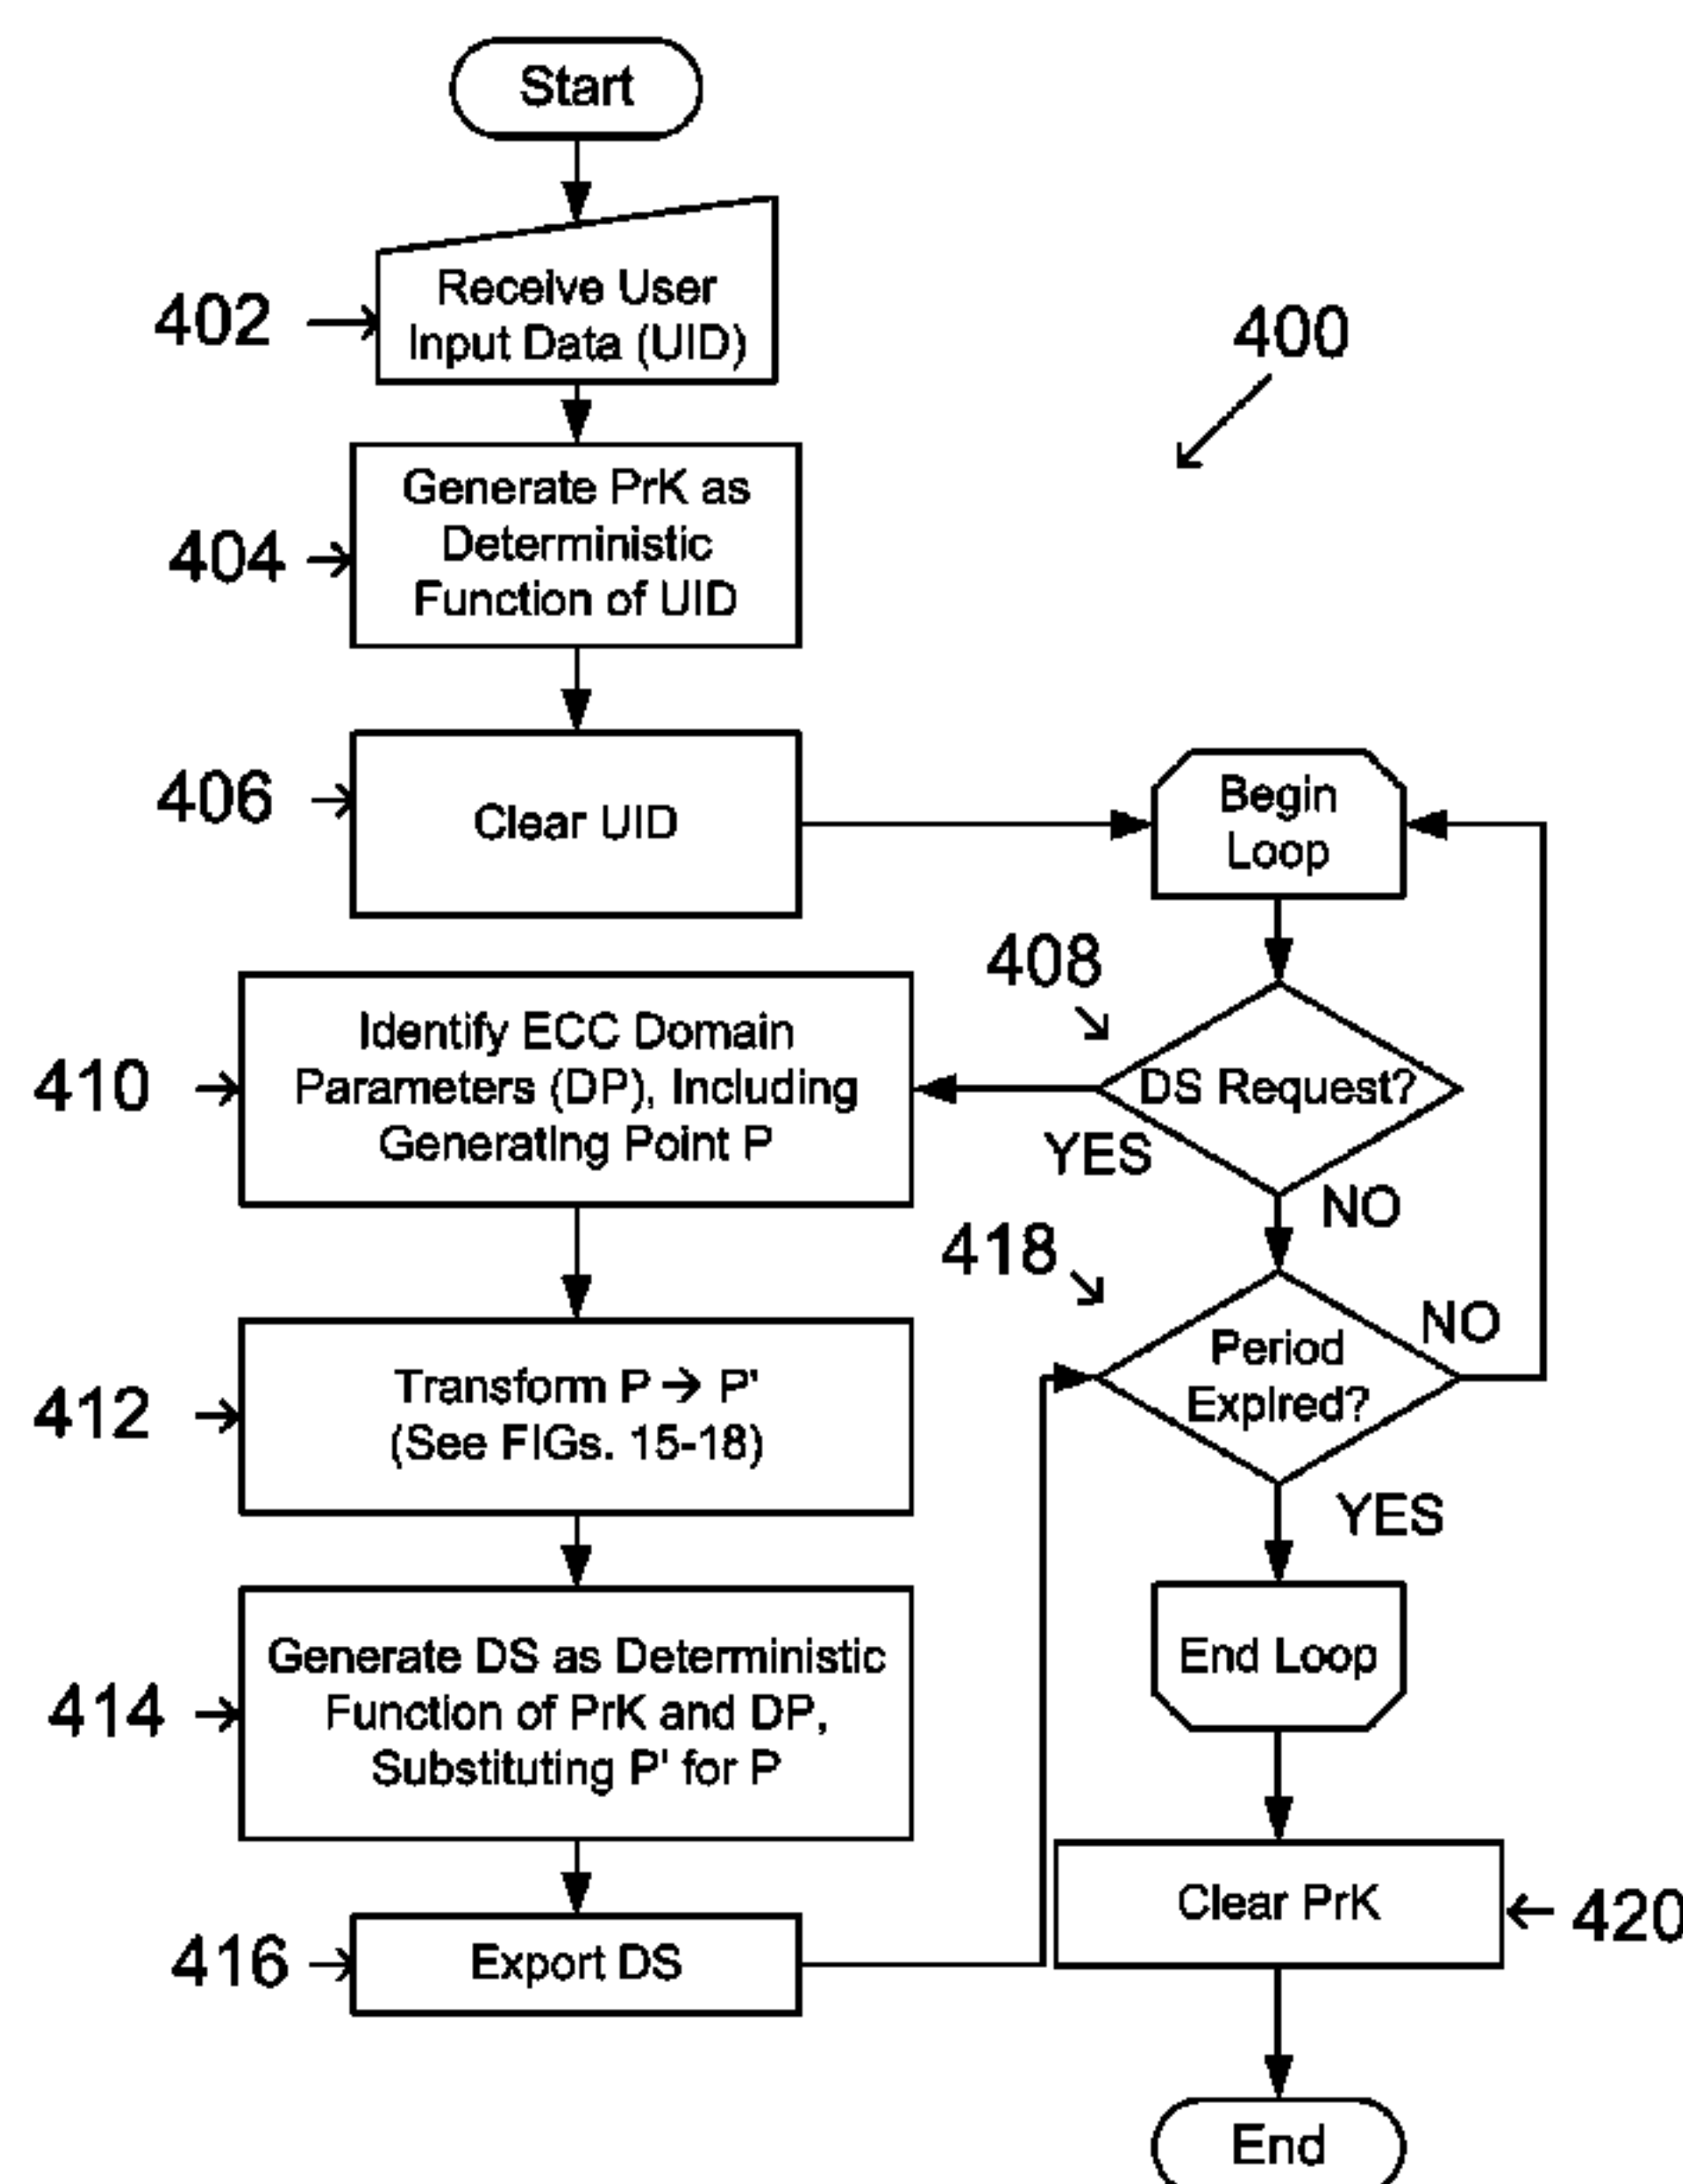 Start
402
Receive User
Input Data (UID)
400
404
Generate PrK as
Deterministic
Function of UID
406
Clear UID
Begin
Loop
408
DS Request?
YES
NO
410
Identify ECC Domain
Parameters (DP), Including
Generating Point P
418
Period
Expired?
NO
YES
412
Transform P → P'
(See FIGs. 15-18)
414
Generate DS as Deterministic
Function of PrK and DP,
Substituting P' for P
End Loop
416
Export DS
Clear PrK
420
End